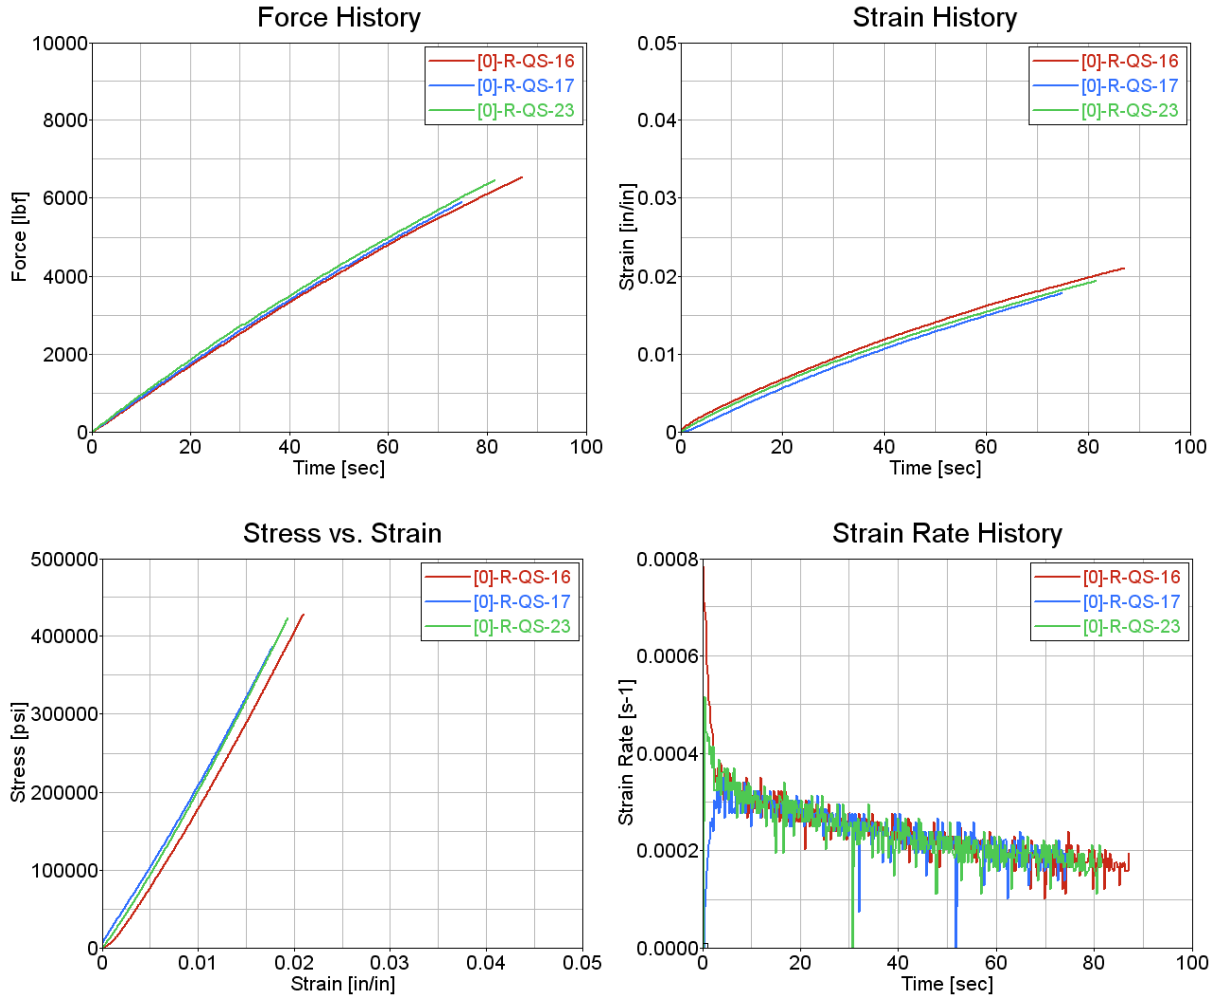 Force History
10000
8000
6000
4000
2000
0
Force [lbf]
0 20 40 60 80 100
Time [sec]
[0]-R-QS-16
[0]-R-QS-17
[0]-R-QS-23
Strain History
0.05
0.04
0.03
0.02
0.01
0
Strain [in/in]
0 20 40 60 80 100
Time [sec]
[0]-R-QS-16
[0]-R-QS-17
[0]-R-QS-23
Stress vs. Strain
500000
400000
300000
200000
100000
0
Stress [psi]
0 0.01 0.02 0.03 0.04 0.05
Strain [in/in]
[0]-R-QS-16
[0]-R-QS-17
[0]-R-QS-23
Strain Rate History
0.0008
0.0006
0.0004
0.0002
0.0000
Strain Rate [s-1]
0 20 40 60 80 100
Time [sec]
[0]-R-QS-16
[0]-R-QS-17
[0]-R-QS-23